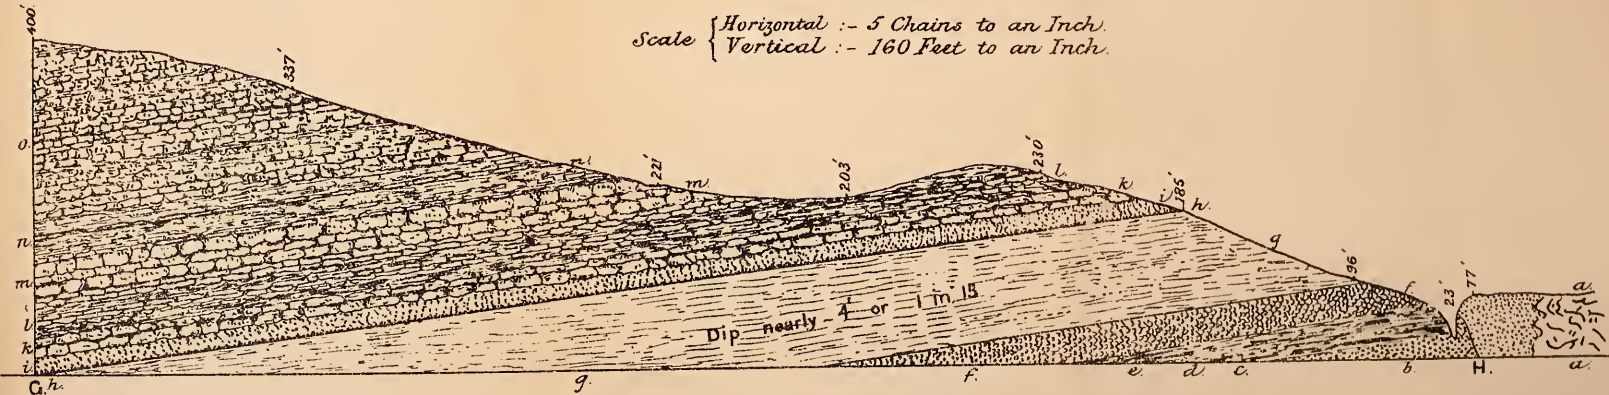 Scale { Horizontal :- 5 Chains to an Inch.
Vertical :- 160 Feet to an Inch.
400'
337'
221'
203'
230'
185'
96'
23'
77'
n.
m.
l.
k.
i.
h.
g.
f.
a.
o.
n.
m.
l.
k.
i.
Dip nearly 4° or 1 in 15
G. h. g. f. e. d. c. b. H. a.